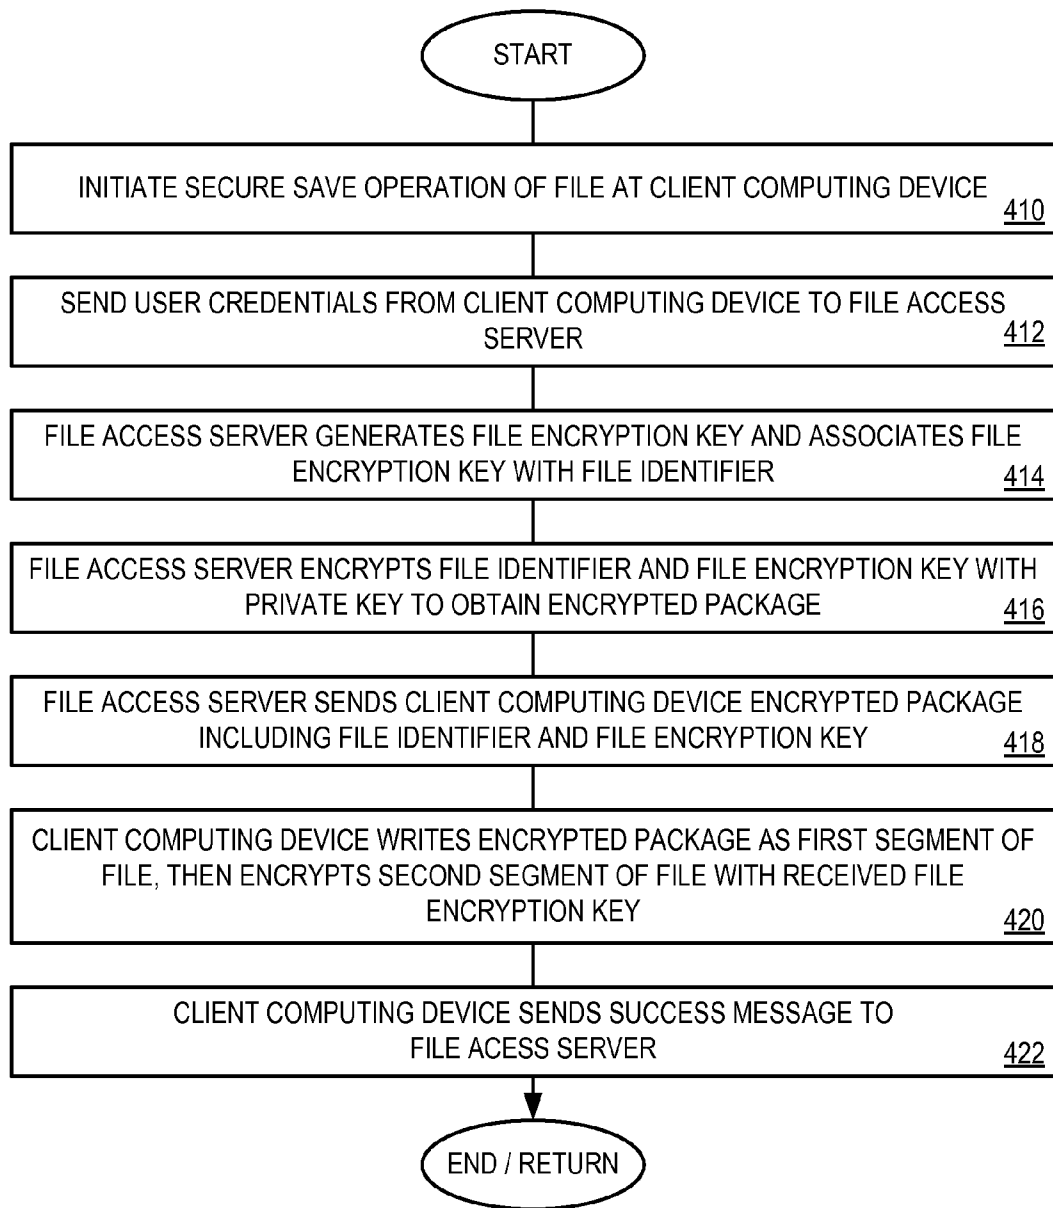 START
INITIATE SECURE SAVE OPERATION OF FILE AT CLIENT COMPUTING DEVICE
410
SEND USER CREDENTIALS FROM CLIENT COMPUTING DEVICE TO FILE ACCESS
SERVER
412
FILE ACCESS SERVER GENERATES FILE ENCRYPTION KEY AND ASSOCIATES FILE
ENCRYPTION KEY WITH FILE IDENTIFIER
414
FILE ACCESS SERVER ENCRYPTS FILE IDENTIFIER AND FILE ENCRYPTION KEY WITH
PRIVATE KEY TO OBTAIN ENCRYPTED PACKAGE
416
FILE ACCESS SERVER SENDS CLIENT COMPUTING DEVICE ENCRYPTED PACKAGE
INCLUDING FILE IDENTIFIER AND FILE ENCRYPTION KEY
418
CLIENT COMPUTING DEVICE WRITES ENCRYPTED PACKAGE AS FIRST SEGMENT OF
FILE, THEN ENCRYPTS SECOND SEGMENT OF FILE WITH RECEIVED FILE
ENCRYPTION KEY
420
CLIENT COMPUTING DEVICE SENDS SUCCESS MESSAGE TO
FILE ACESS SERVER
422
END / RETURN